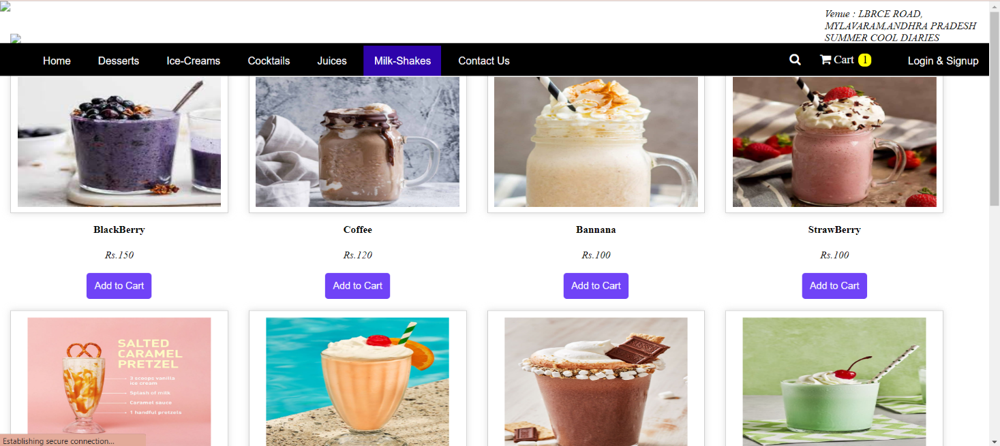 Venue : LBRCE ROAD,
MYLAVARAM,ANDHRA PRADESH
SUMMER COOL DIARIES
Home Desserts Ice-Creams Cocktails Juices Milk-Shakes Contact Us Cart 1 Login & Signup
BlackBerry Coffee Bannana StrawBerry
Rs.150 Rs.120 Rs.100 Rs.100
Add to Cart Add to Cart Add to Cart Add to Cart
SALTED
CARAMEL
PRETZEL
3 scoops vanilla
ice cream
Splash of milk
Caramel sauce
1 handful pretzels
Establishing secure connection...